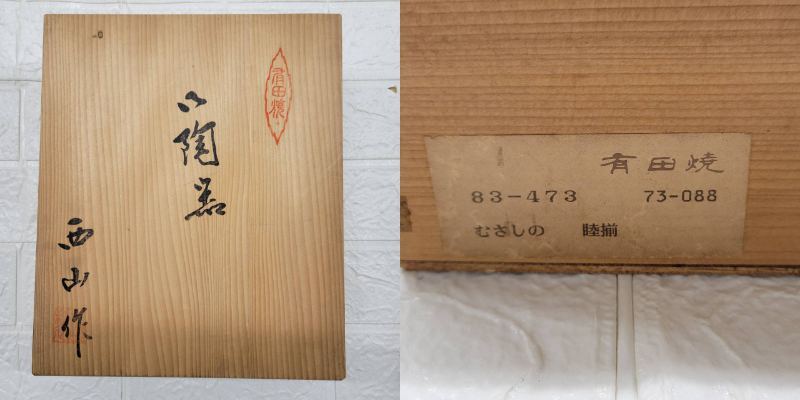 有田焼
御陶器
西山作
有田焼
83-473 73-088
むさしの 睦揃